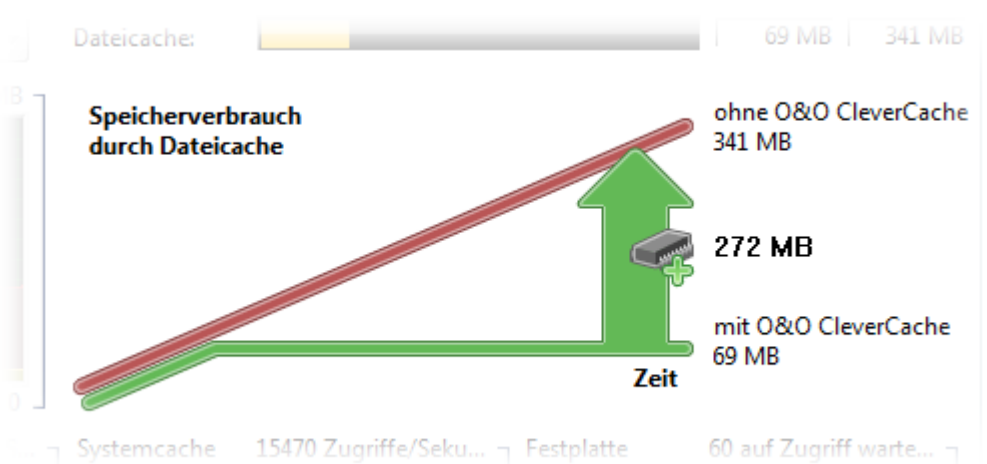 Dateicache: 69 MB 341 MB
Speicherverbrauch
durch Dateicache
ohne O&O CleverCache
341 MB
272 MB
mit O&O CleverCache
69 MB
Zeit
0
Systemcache 15470 Zugriffe/Seku... Festplatte 60 auf Zugriff warte...